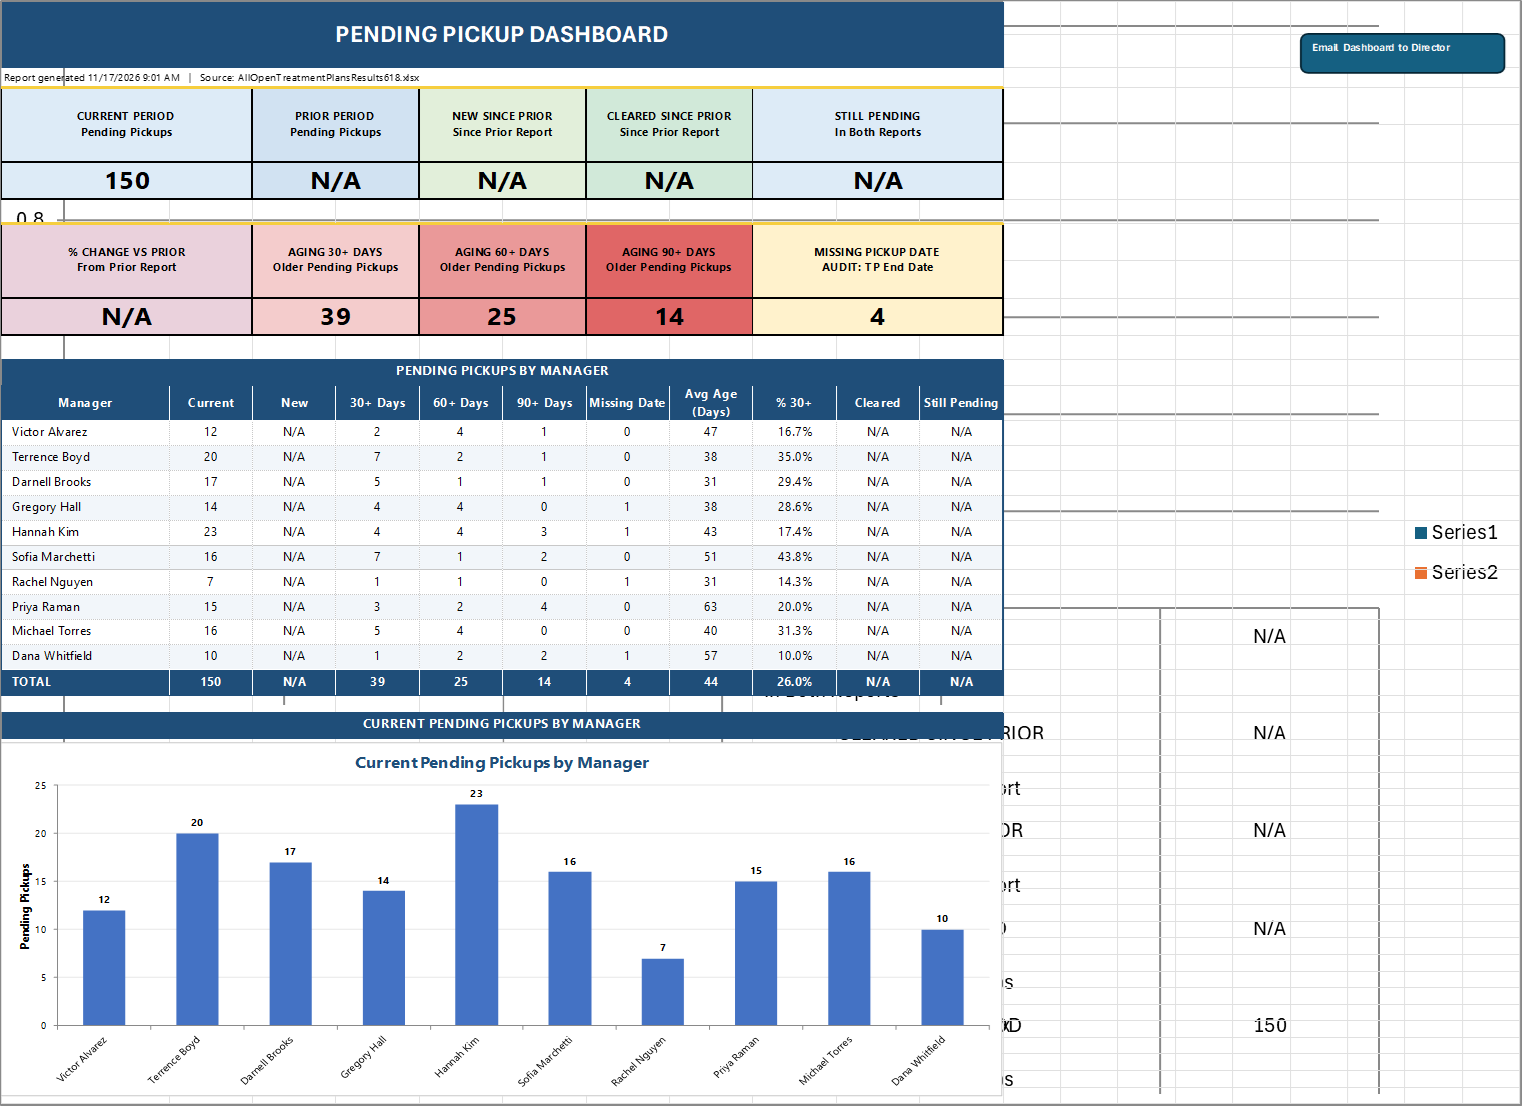 PENDING PICKUP DASHBOARD
Email Dashboard to Director
Report generated 11/17/2026 9:01 AM | Source: AllOpenTreatmentPlansResults618.xlsx
CURRENT PERIOD
Pending Pickups
PRIOR PERIOD
Pending Pickups
NEW SINCE PRIOR
Since Prior Report
CLEARED SINCE PRIOR
Since Prior Report
STILL PENDING
In Both Reports
150 N/A N/A N/A N/A
0.8
% CHANGE VS PRIOR
From Prior Report
AGING 30+ DAYS
Older Pending Pickups
AGING 60+ DAYS
Older Pending Pickups
AGING 90+ DAYS
Older Pending Pickups
MISSING PICKUP DATE
AUDIT: TP End Date
N/A 39 25 14 4
PENDING PICKUPS BY MANAGER
Manager Current New 30+ Days 60+ Days 90+ Days Missing Date Avg Age (Days) % 30+ Cleared Still Pending
Victor Alvarez 12 N/A 2 4 1 0 47 16.7% N/A N/A
Terrence Boyd 20 N/A 7 2 1 0 38 35.0% N/A N/A
Darnell Brooks 17 N/A 5 1 1 0 31 29.4% N/A N/A
Gregory Hall 14 N/A 4 4 0 1 38 28.6% N/A N/A
Hannah Kim 23 N/A 4 4 3 1 43 17.4% N/A N/A
Sofia Marchetti 16 N/A 7 1 2 0 51 43.8% N/A N/A
Rachel Nguyen 7 N/A 1 1 0 1 31 14.3% N/A N/A
Priya Raman 15 N/A 3 2 4 0 63 20.0% N/A N/A
Michael Torres 16 N/A 5 4 0 0 40 31.3% N/A N/A
Dana Whitfield 10 N/A 1 2 2 1 57 10.0% N/A N/A
TOTAL 150 N/A 39 25 14 4 44 26.0% N/A N/A
Series1
Series2
N/A
In Both Reports
CLEARED SINCE PRIOR
N/A
N/A
N/A
150
CURRENT PENDING PICKUPS BY MANAGER
Current Pending Pickups by Manager
Pending Pickups
25
20
15
10
5
0
12
20
17
14
23
16
7
15
16
10
Victor Alvarez
Terrence Boyd
Darnell Brooks
Gregory Hall
Hannah Kim
Sofia Marchetti
Rachel Nguyen
Priya Raman
Michael Torres
Dana Whitfield